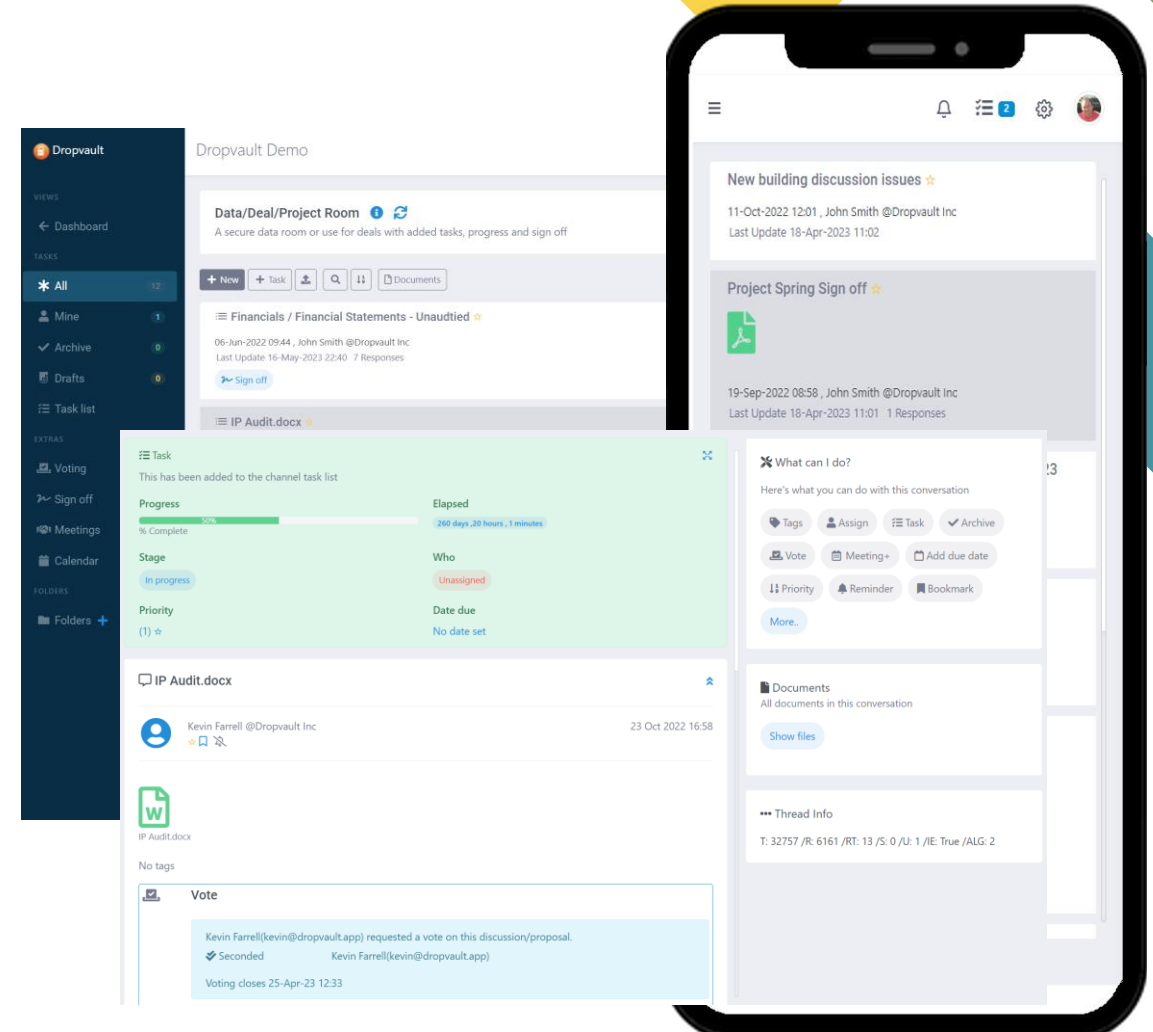 Dropvault
VIEWS
Dashboard
TASKS
All 12
Mine 1
Archive 0
Drafts 0
Task list
EXTRAS
Voting
Sign off
Meetings
Calendar
FOLDERS
Folders +
Dropvault Demo
Data/Deal/Project Room
A secure data room or use for deals with added tasks, progress and sign off
+ New + Task Documents
Financials / Financial Statements - Unaudtied
06-Jun-2022 09:44 , John Smith @Dropvault Inc
Last Update 16-May-2023 22:40 7 Responses
Sign off
IP Audit.docx
2
New building discussion issues
11-Oct-2022 12:01 , John Smith @Dropvault Inc
Last Update 18-Apr-2023 11:02
Project Spring Sign off
19-Sep-2022 08:58 , John Smith @Dropvault Inc
Last Update 18-Apr-2023 11:01 1 Responses
23
Task
This has been added to the channel task list
Progress Elapsed
50% 260 days ,20 hours , 1 minutes
% Complete
Stage Who
In progress Unassigned
Priority Date due
(1) No date set
IP Audit.docx
Kevin Farrell @Dropvault Inc 23 Oct 2022 16:58
W
IP Audit.docx
No tags
Vote
Kevin Farrell(kevin@dropvault.app) requested a vote on this discussion/proposal.
Seconded Kevin Farrell(kevin@dropvault.app)
Voting closes 25-Apr-23 12:33
What can I do?
Here's what you can do with this conversation
Tags Assign Task Archive
Vote Meeting+ Add due date
Priority Reminder Bookmark
More..
Documents
All documents in this conversation
Show files
Thread Info
T: 32757 /R: 6161 /RT: 13 /S: 0 /U: 1 /IE: True /ALG: 2